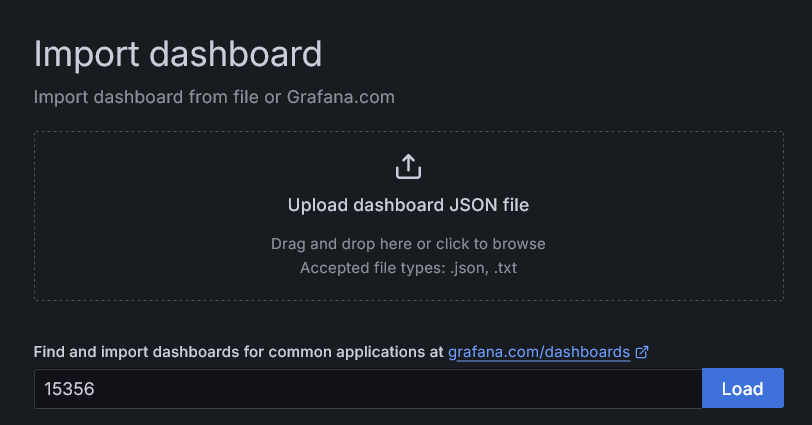 Import dashboard
Import dashboard from file or Grafana.com
Upload dashboard JSON file
Drag and drop here or click to browse
Accepted file types: .json, .txt
Find and import dashboards for common applications at grafana.com/dashboards
15356
Load